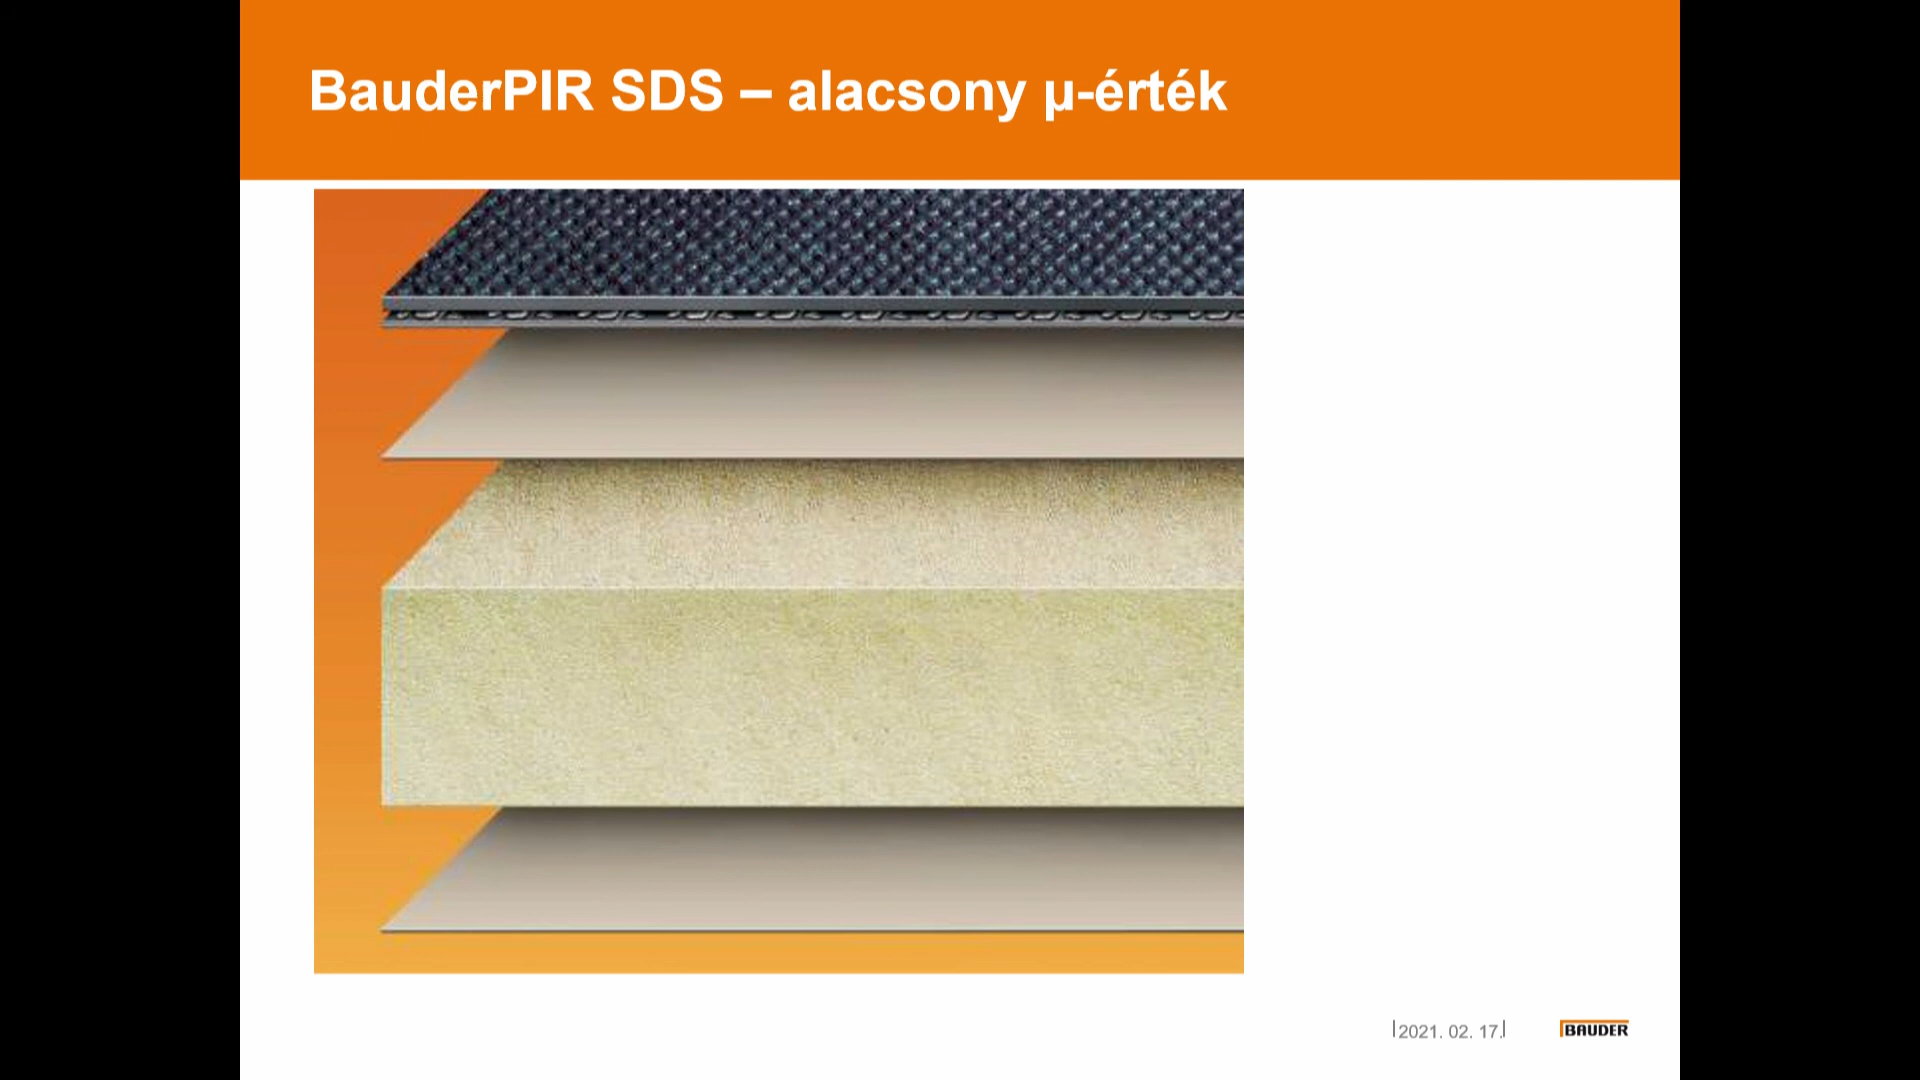 BauderPIR SDS – alacsony µ-érték
2021. 02. 17.
BAUDER